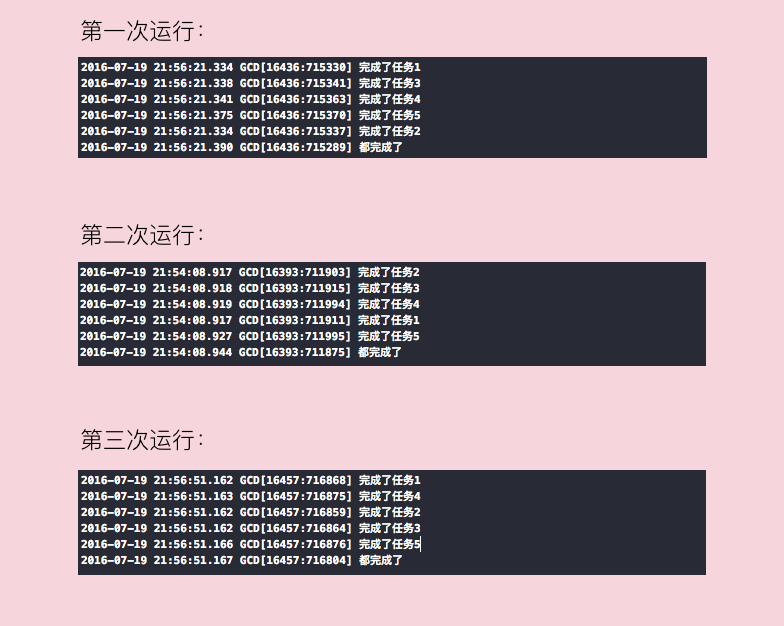 第一次运行：
2016-07-19 21:56:21.334 GCD[16436:715330] 完成了任务1
2016-07-19 21:56:21.338 GCD[16436:715341] 完成了任务3
2016-07-19 21:56:21.341 GCD[16436:715363] 完成了任务4
2016-07-19 21:56:21.375 GCD[16436:715370] 完成了任务5
2016-07-19 21:56:21.334 GCD[16436:715337] 完成了任务2
2016-07-19 21:56:21.390 GCD[16436:715289] 都完成了
第二次运行：
2016-07-19 21:54:08.917 GCD[16393:711903] 完成了任务2
2016-07-19 21:54:08.918 GCD[16393:711915] 完成了任务3
2016-07-19 21:54:08.919 GCD[16393:711994] 完成了任务4
2016-07-19 21:54:08.917 GCD[16393:711911] 完成了任务1
2016-07-19 21:54:08.927 GCD[16393:711995] 完成了任务5
2016-07-19 21:54:08.944 GCD[16393:711875] 都完成了
第三次运行：
2016-07-19 21:56:51.162 GCD[16457:716868] 完成了任务1
2016-07-19 21:56:51.163 GCD[16457:716875] 完成了任务4
2016-07-19 21:56:51.162 GCD[16457:716859] 完成了任务2
2016-07-19 21:56:51.162 GCD[16457:716864] 完成了任务3
2016-07-19 21:56:51.166 GCD[16457:716876] 完成了任务5
2016-07-19 21:56:51.167 GCD[16457:716804] 都完成了